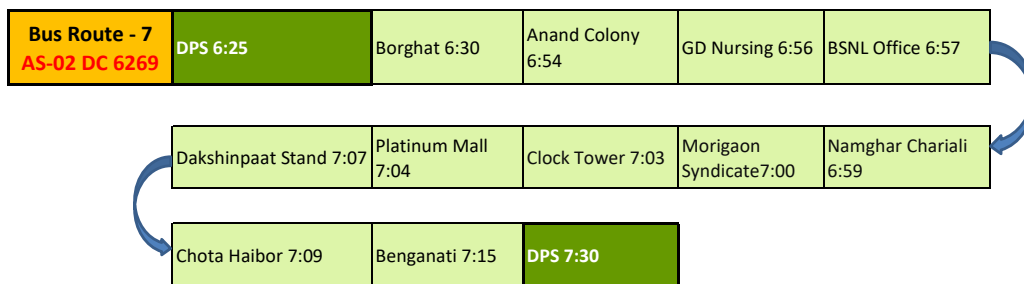 Bus Route - 7
AS-02 DC 6269
DPS 6:25
Borghat 6:30
Anand Colony
6:54
GD Nursing 6:56
BSNL Office 6:57
Namghar Chariali
6:59
Morigaon
Syndicate7:00
Clock Tower 7:03
Platinum Mall
7:04
Dakshinpaat Stand 7:07
Chota Haibor 7:09
Benganati 7:15
DPS 7:30